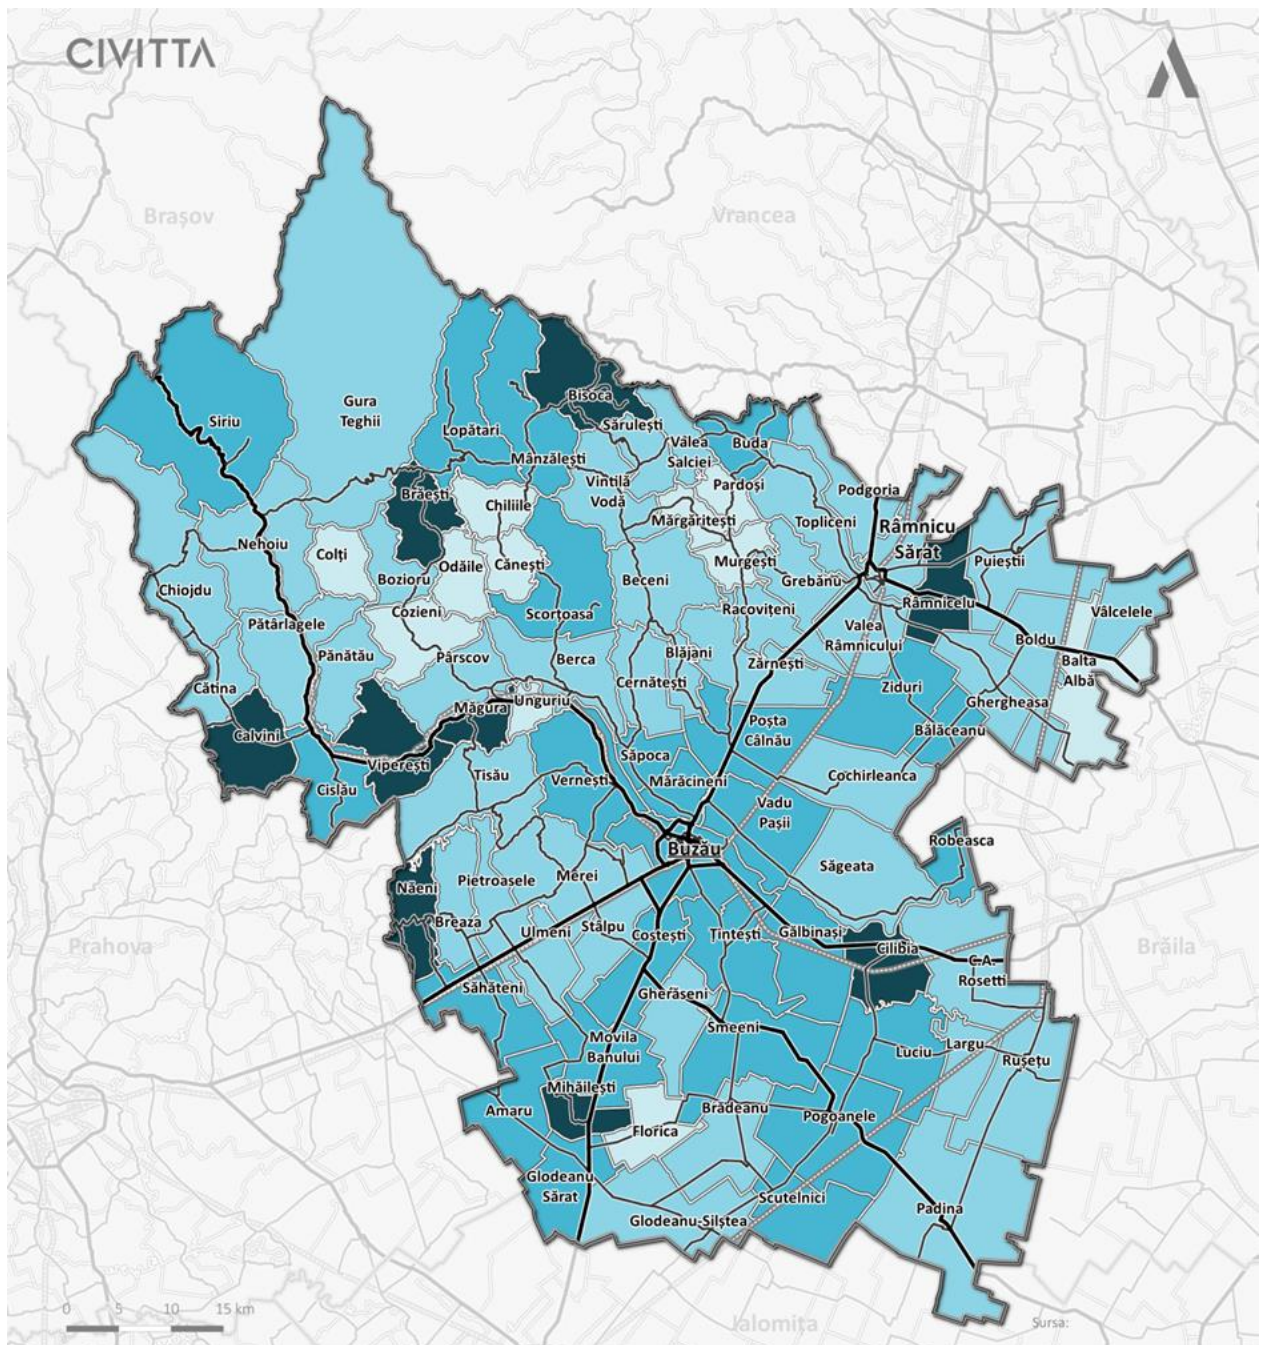 CIVITTA
Brașov
Vrancea
Gura
Teghii
Siriu
Lopătari
Bisoca
Sărulești
Mânzălești
Vintilă
Vodă
Vâlea
Salciei
Buda
Pardoși
Podgoria
Brăești
Chiliile
Mărgăritești
Topliceni
Râmnicu
Sărat
Nehoiu
Colți
Bozioru
Odăile
Cănești
Beceni
Murgești
Grebănu
Puieștii
Chiojdu
Pătârlagele
Cozieni
Scorțoasa
Racovițeni
Râmnicelu
Vâlcelele
Valea
Râmnicului
Boldu
Pănătău
Pârscov
Berca
Blăjani
Zărnești
Balta
Albă
Cătina
Cernătești
Ziduri
Ghergheasa
Calvini
Măgura
Unguriu
Poșta
Câlnău
Bălăceanu
Viperești
Săpoca
Cislău
Tisău
Vernești
Mărăcineni
Cochirleanca
Vadu
Pașii
Buzău
Robeasca
Săgeata
Năeni
Pietroasele
Merei
Breaza
Ulmeni
Stâlpu
Costești
Țintești
Gălbinași
Cilibia
C.A.
Rosetti
Prahova
Brăila
Săhăteni
Gherăseni
Smeeni
Movila
Banului
Luciu
Largu
Rușețu
Mihăilești
Amaru
Florica
Brădeanu
Pogoanele
Glodeanu
Sărat
Scutelnici
Glodeanu-Siliștea
Padina
0 5 10 15 km
Ialomița
Sursa: